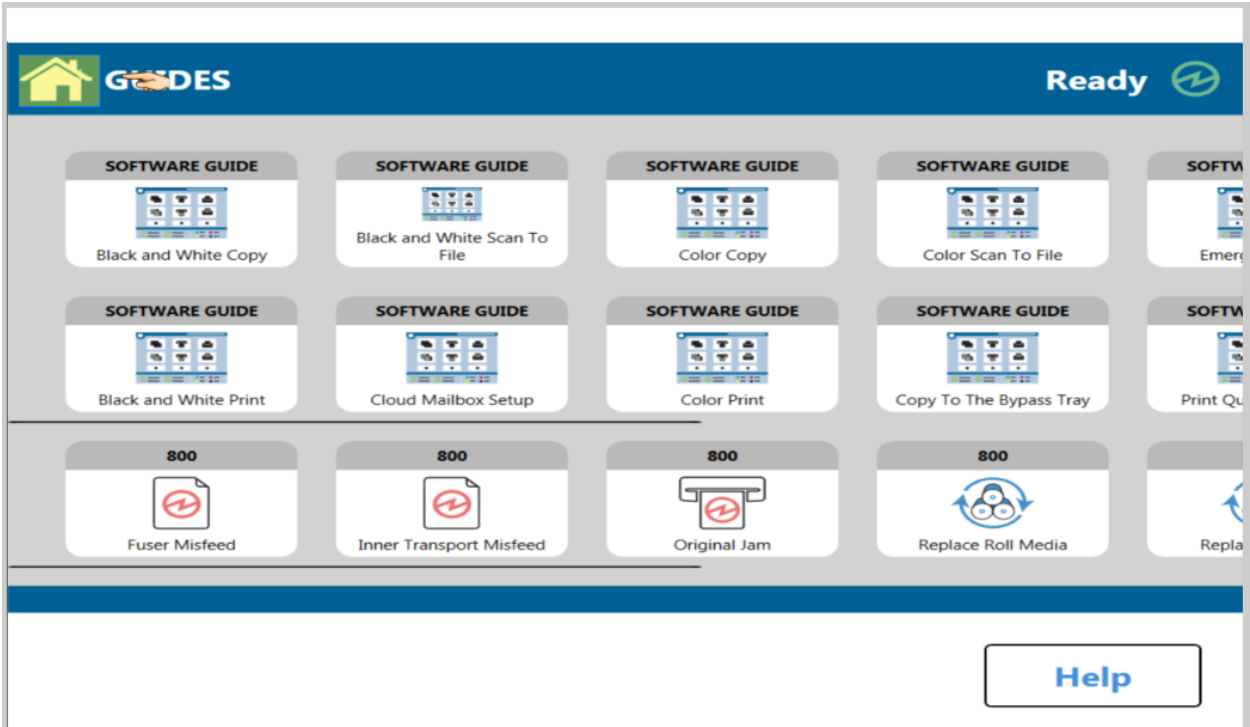 GUIDES
Ready
SOFTWARE GUIDE
Black and White Copy
SOFTWARE GUIDE
Black and White Scan To
File
SOFTWARE GUIDE
Color Copy
SOFTWARE GUIDE
Color Scan To File
SOFTWARE GUIDE
Black and White Print
SOFTWARE GUIDE
Cloud Mailbox Setup
SOFTWARE GUIDE
Color Print
SOFTWARE GUIDE
Copy To The Bypass Tray
800
Fuser Misfeed
800
Inner Transport Misfeed
800
Original Jam
800
Replace Roll Media
Help